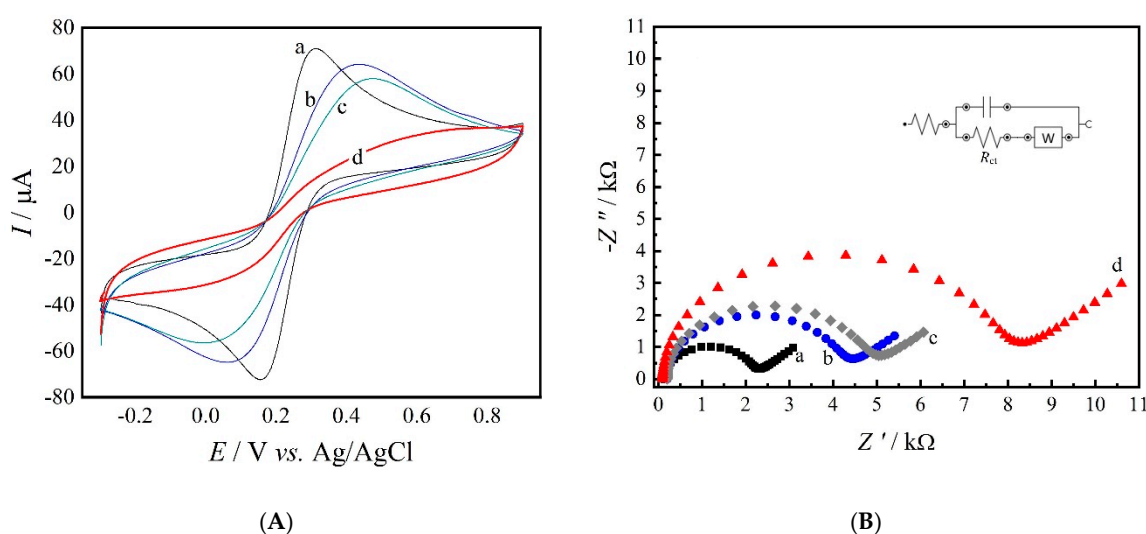 80
60
40
20
0
-20
-40
-60
-80
I / μA
a
b
c
d
-0.2
0.0
0.2
0.4
0.6
0.8
E / V vs. Ag/AgCl
(A)
11
10
9
8
7
6
5
4
3
2
1
0
-Z ″ / kΩ
W
Rct
d
c
b
a
0 1 2 3 4 5 6 7 8 9 10 11
Z ′ / kΩ
(B)